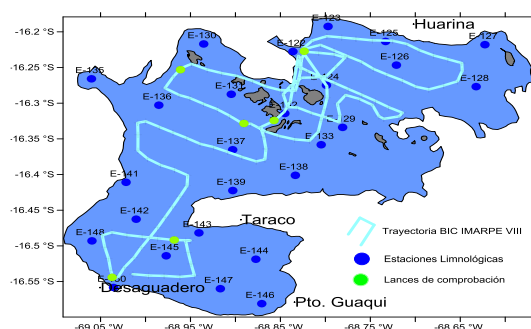 -16.2 °S
-16.25 °S
-16.3 °S
-16.35 °S
-16.4 °S
-16.45 °S
-16.5 °S
-16.55 °S
E-123
Huarina
E-130
E-125
E-127
E-122
E-126
E-135
E-124
E-128
E-136
E-129
E-137
E-133
E-138
E-141
E-139
E-142
Taraco
E-143
Trayectoria BIC IMARPE VIII
E-148
E-145
E-144
Estaciones Limnológicas
Lances de comprobación
Desaguadero
E-147
E-146
Pto. Guaqui
-69.05 °W
-68.95 °W
-68.85 °W
-68.75 °W
-68.65 °W